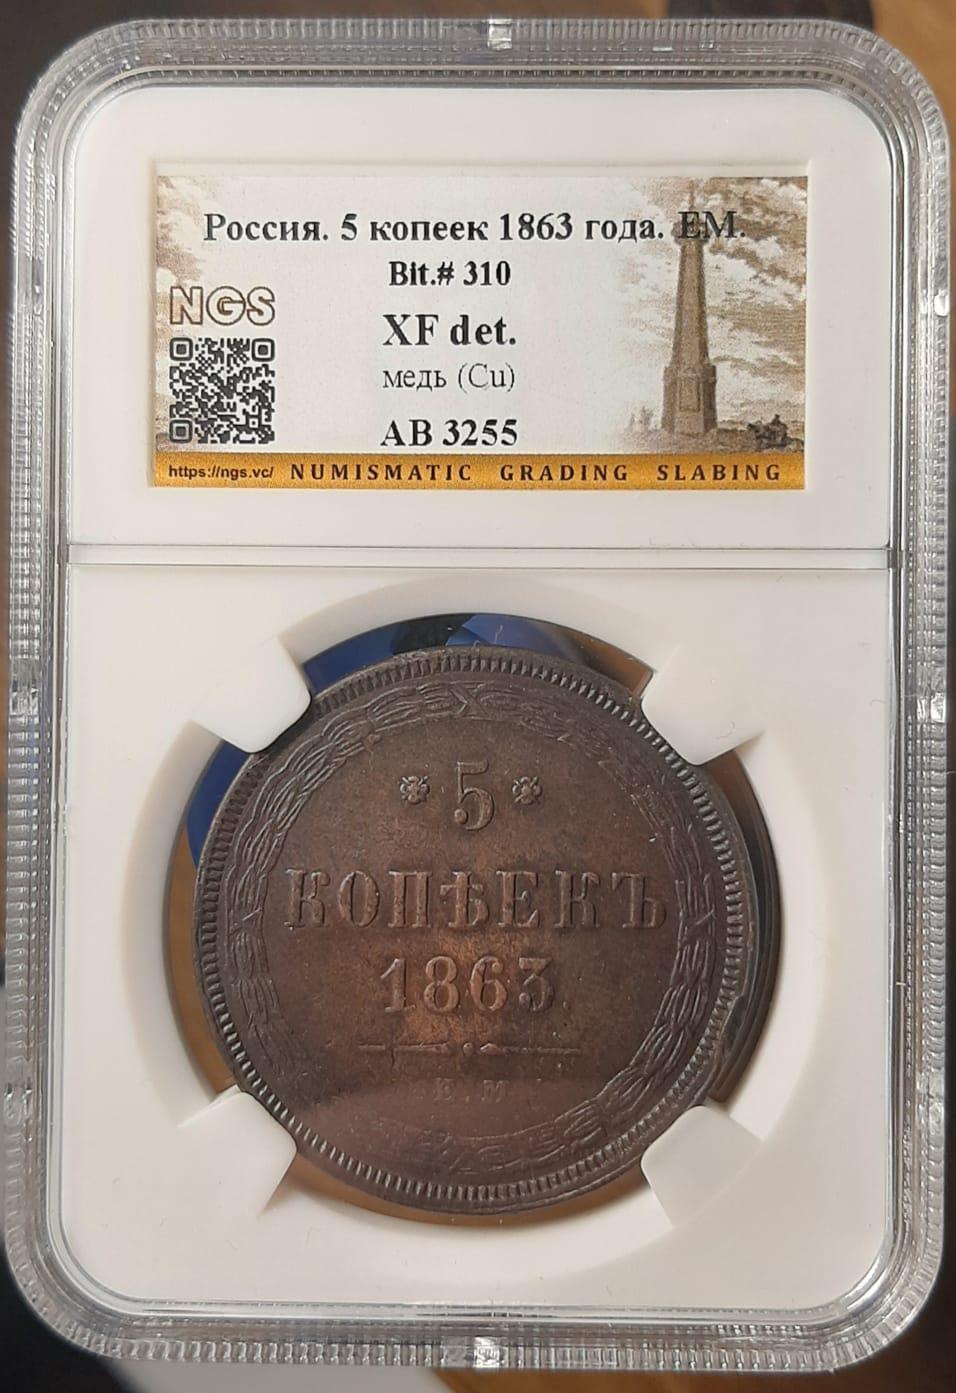 Россия. 5 копеек 1863 года. ЕМ.
Bit.# 310
NGS
XF det.
медь (Cu)
AB 3255
https://ngs.vc/ NUMISMATIC GRADING SLABING
5
КОПѢЕКЪ
1863.
Е.М.